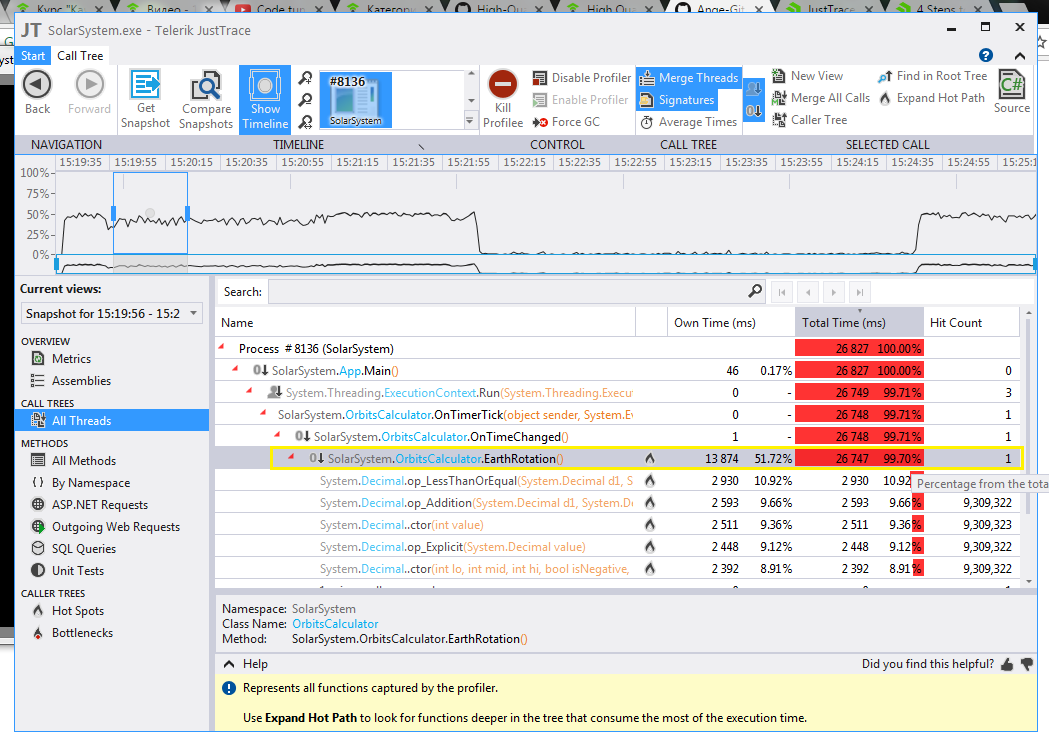 Курс "Ка
Видео -
Code tun
Категори
High-Qua
High Qua
Ange-Git
JustTrace
4 Steps t
JT SolarSystem.exe - Telerik JustTrace
Start Call Tree
Back
Forward
Get Snapshot
Compare Snapshots
Show Timeline
#8136
SolarSystem
Kill Profilee
Disable Profiler
Enable Profiler
Force GC
Merge Threads
Signatures
Average Times
New View
Merge All Calls
Caller Tree
Find in Root Tree
Expand Hot Path
C#
Source
NAVIGATION TIMELINE CONTROL CALL TREE SELECTED CALL
15:19:35 15:19:55 15:20:15 15:20:35 15:20:55 15:21:15 15:21:35 15:21:55 15:22:15 15:22:35 15:22:55 15:23:15 15:23:35 15:23:55 15:24:15 15:24:35 15:24:55 15:25:1
100%
75%
50%
25%
0%
Current views:
Snapshot for 15:19:56 - 15:2
OVERVIEW
Metrics
Assemblies
CALL TREES
All Threads
METHODS
All Methods
By Namespace
ASP.NET Requests
Outgoing Web Requests
SQL Queries
Unit Tests
CALLER TREES
Hot Spots
Bottlenecks
Search:
Name Own Time (ms) Total Time (ms) Hit Count
Process # 8136 (SolarSystem) 26 827 100.00%
SolarSystem.App.Main() 46 0.17% 26 827 100.00% 0
System.Threading.ExecutionContext.Run(System.Threading.Execu 0 - 26 749 99.71% 3
SolarSystem.OrbitsCalculator.OnTimerTick(object sender, System.Ev 0 - 26 748 99.71% 1
SolarSystem.OrbitsCalculator.OnTimeChanged() 1 - 26 748 99.71% 1
SolarSystem.OrbitsCalculator.EarthRotation() 13 874 51.72% 26 747 99.70% 1
System.Decimal.op_LessThanOrEqual(System.Decimal d1, S 2 930 10.92% 2 930 10.92
Percentage from the tota
System.Decimal.op_Addition(System.Decimal d1, System.De 2 593 9.66% 2 593 9.66% 9,309,322
System.Decimal..ctor(int value) 2 511 9.36% 2 511 9.36% 9,309,323
System.Decimal.op_Explicit(System.Decimal value) 2 448 9.12% 2 448 9.12% 9,309,322
System.Decimal..ctor(int lo, int mid, int hi, bool isNegative, 2 392 8.91% 2 392 8.91% 9,309,322
Namespace: SolarSystem
Class Name: OrbitsCalculator
Method: SolarSystem.OrbitsCalculator.EarthRotation()
Help Did you find this helpful?
Represents all functions captured by the profiler.
Use Expand Hot Path to look for functions deeper in the tree that consume the most of the execution time.